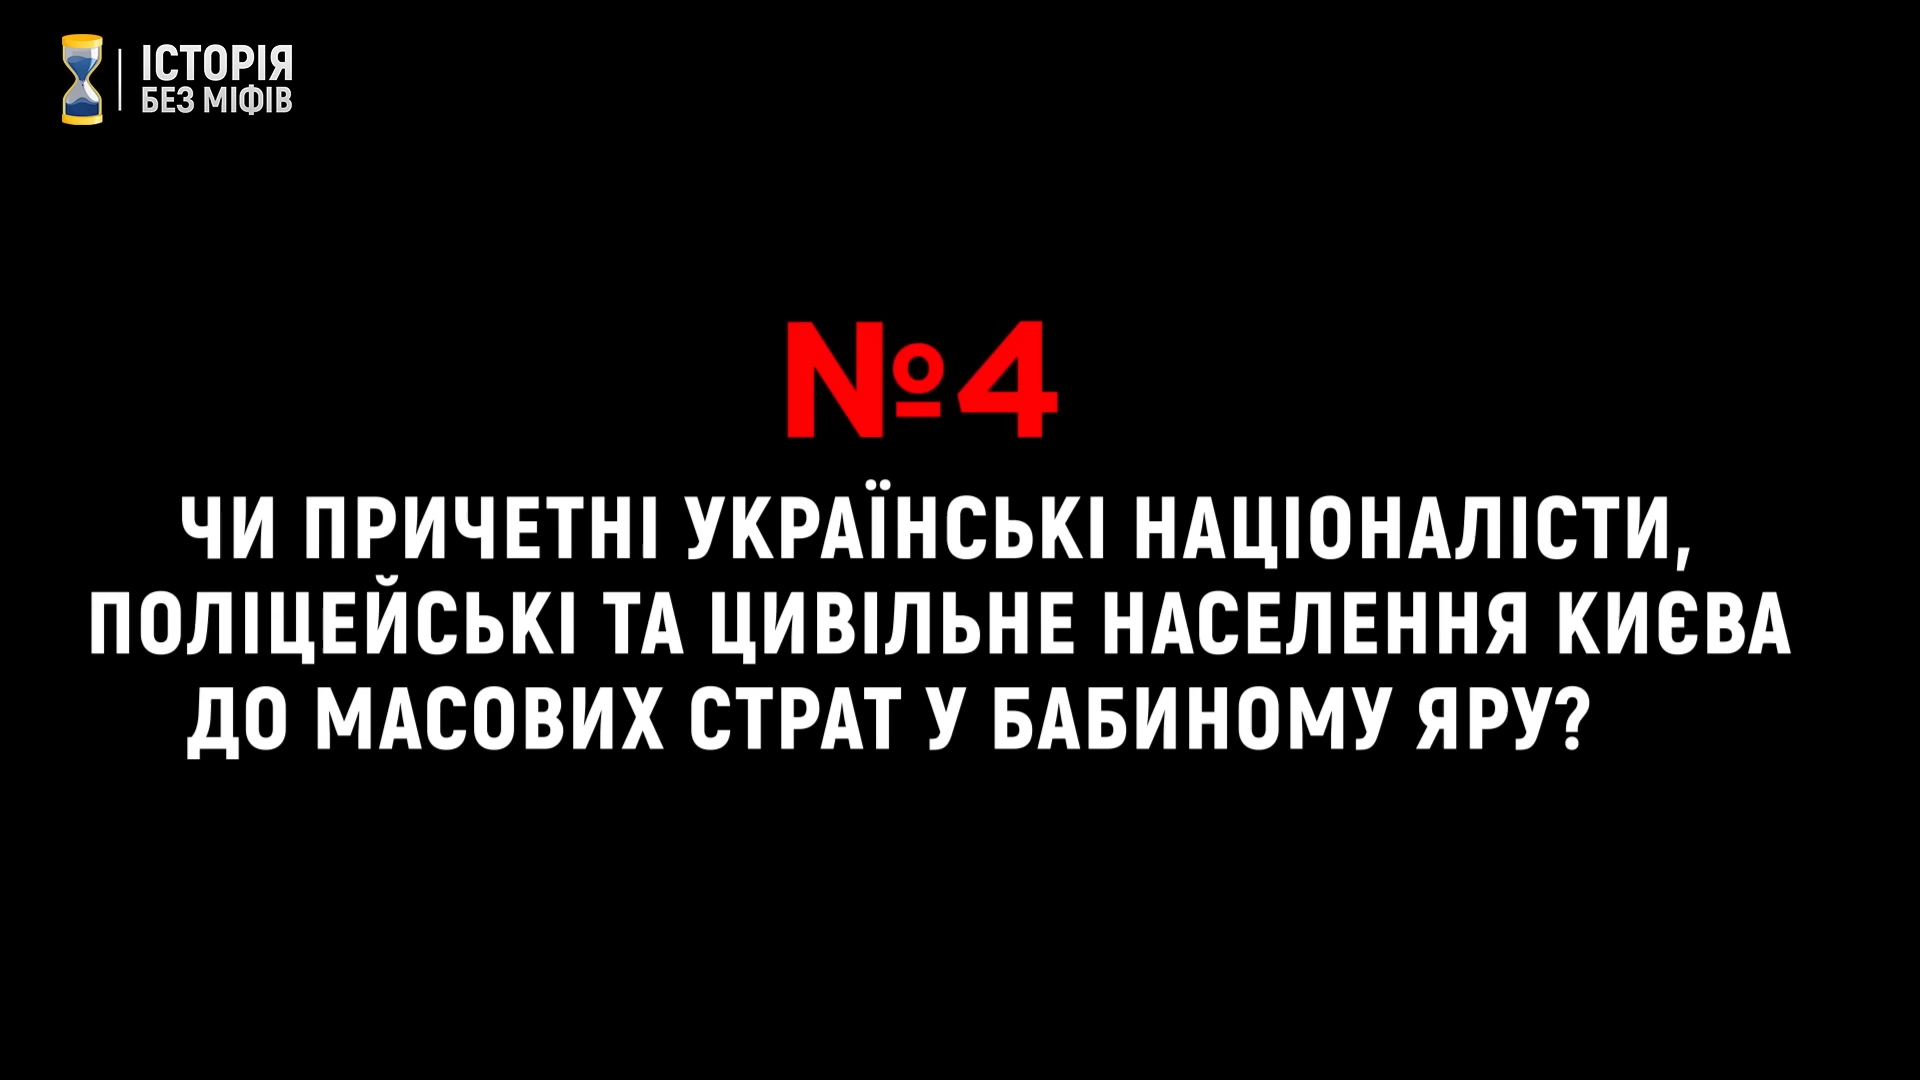 ІСТОРІЯ
БЕЗ МІФІВ
№4
ЧИ ПРИЧЕТНІ УКРАЇНСЬКІ НАЦІОНАЛІСТИ,
ПОЛІЦЕЙСЬКІ ТА ЦИВІЛЬНЕ НАСЕЛЕННЯ КИЄВА
ДО МАСОВИХ СТРАТ У БАБИНОМУ ЯРУ?